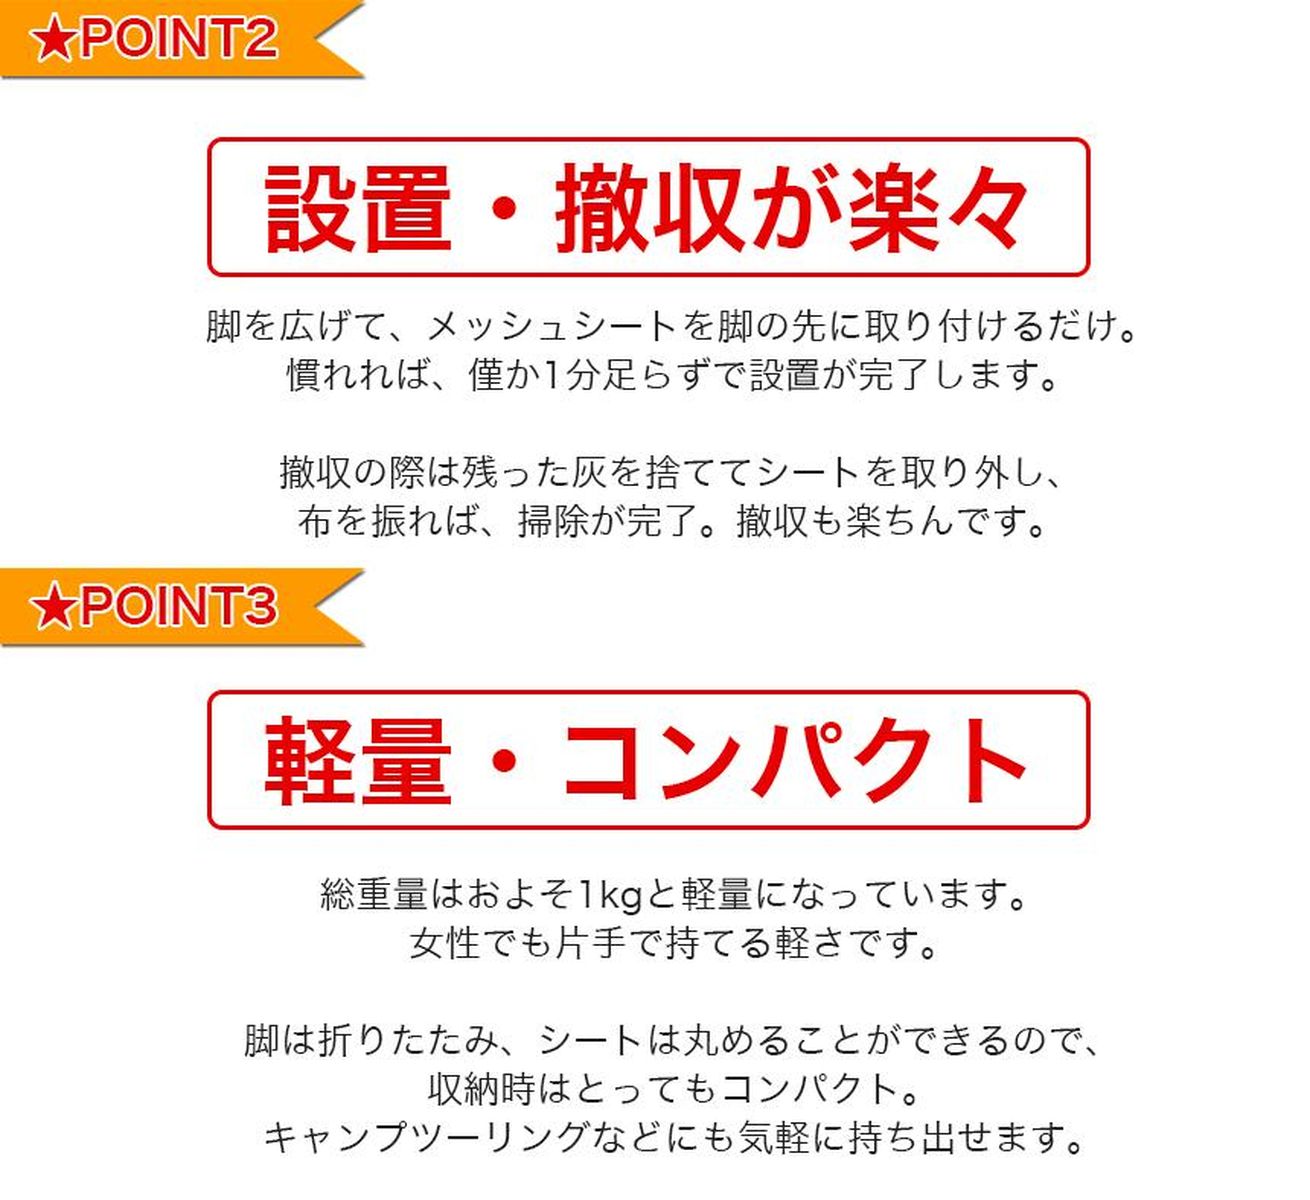 ★POINT2
設置・撤収が楽々
脚を広げて、メッシュシートを脚の先に取り付けるだけ。
慣れれば、僅か1分足らずで設置が完了します。
撤収の際は残った灰を捨ててシートを取り外し、
布を振れば、掃除が完了。撤収も楽ちんです。
★POINT3
軽量・コンパクト
総重量はおよそ1kgと軽量になっています。
女性でも片手で持てる軽さです。
脚は折りたたみ、シートは丸めることができるので、
収納時はとってもコンパクト。
キャンプツーリングなどにも気軽に持ち出せます。